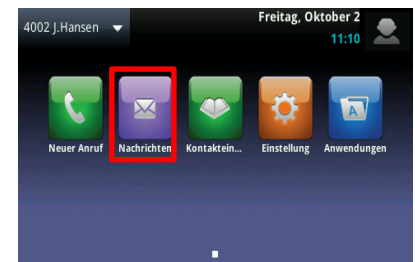 4002 J.Hansen
Freitag, Oktober 2
11:10
Neuer Anruf
Nachrichten
Kontaktein...
Einstellung
Anwendungen
A